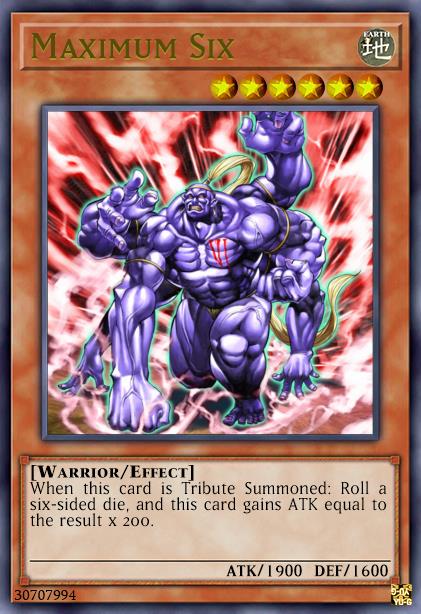 Maximum Six
EARTH
地
[Warrior/Effect]
When this card is Tribute Summoned: Roll a
six-sided die, and this card gains ATK equal to
the result x 200.
ATK/1900 DEF/1600
30707994